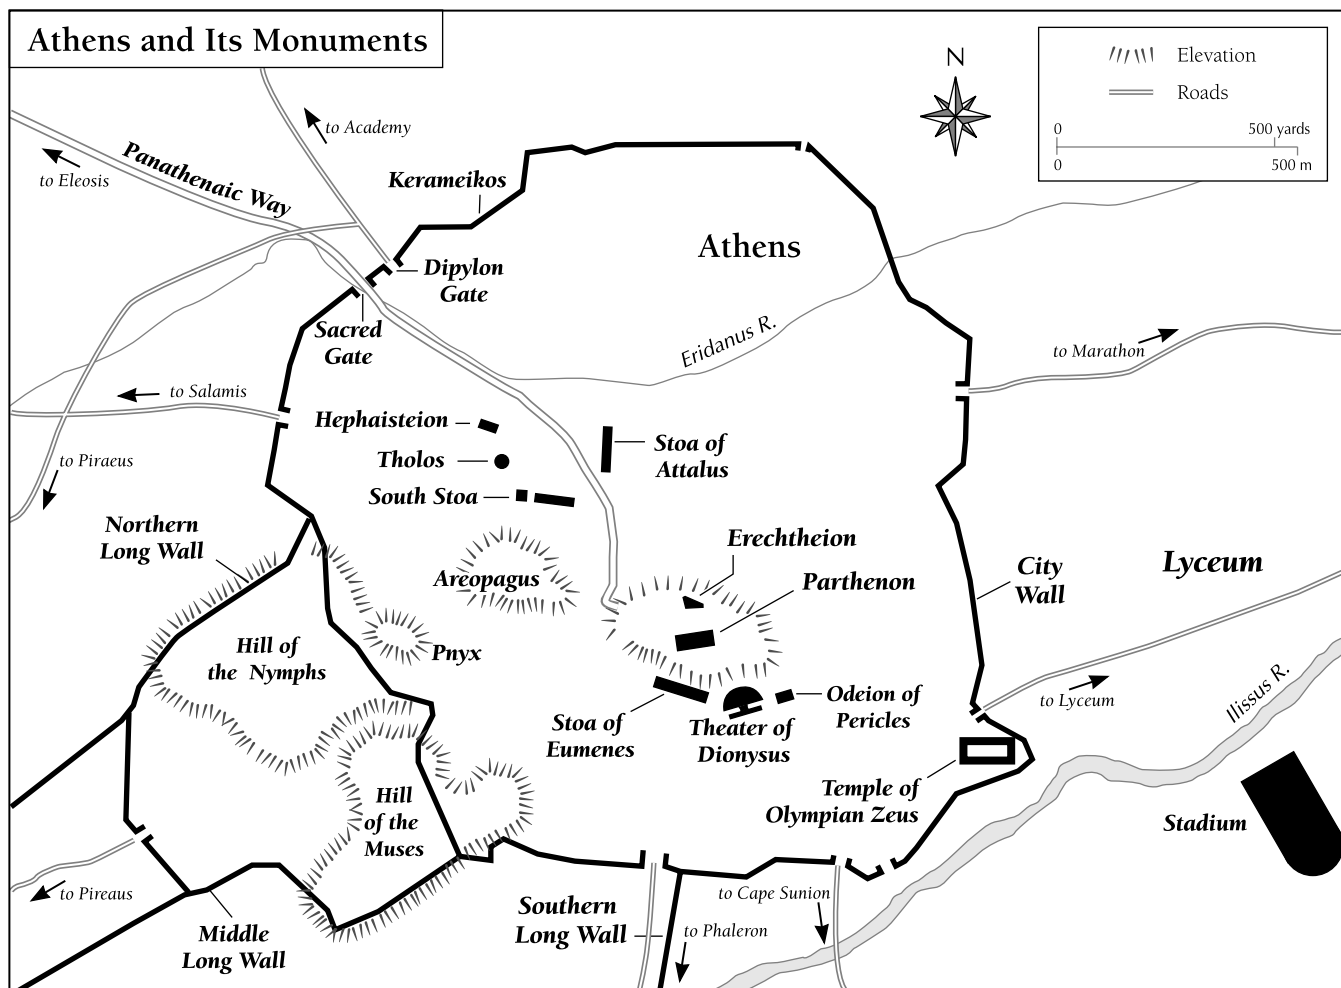 Athens and Its Monuments
N
Elevation
Roads
0
500 yards
0
500 m
to Academy
Panathenaic Way
to Eleosis
Kerameikos
Athens
Dipylon
Gate
Sacred
Gate
Eridanus R.
to Marathon
to Salamis
Hephaisteion
Stoa of
Attalus
Tholos
to Piraeus
South Stoa
Northern
Long Wall
Erechtheion
Areopagus
Parthenon
City
Wall
Lyceum
Hill of
the Nymphs
Pnyx
to Lyceum
Ilissus R.
Odeion of
Pericles
Stoa of
Eumenes
Theater of
Dionysus
Temple of
Olympian Zeus
Hill
of the
Muses
Stadium
to Pireaus
to Cape Sunion
Southern
Long Wall
to Phaleron
Middle
Long Wall